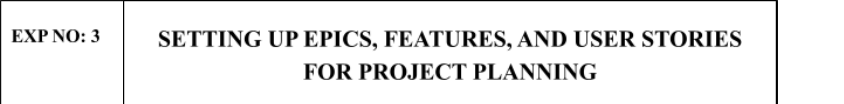 EXP NO: 3
SETTING UP EPICS, FEATURES, AND USER STORIES
FOR PROJECT PLANNING